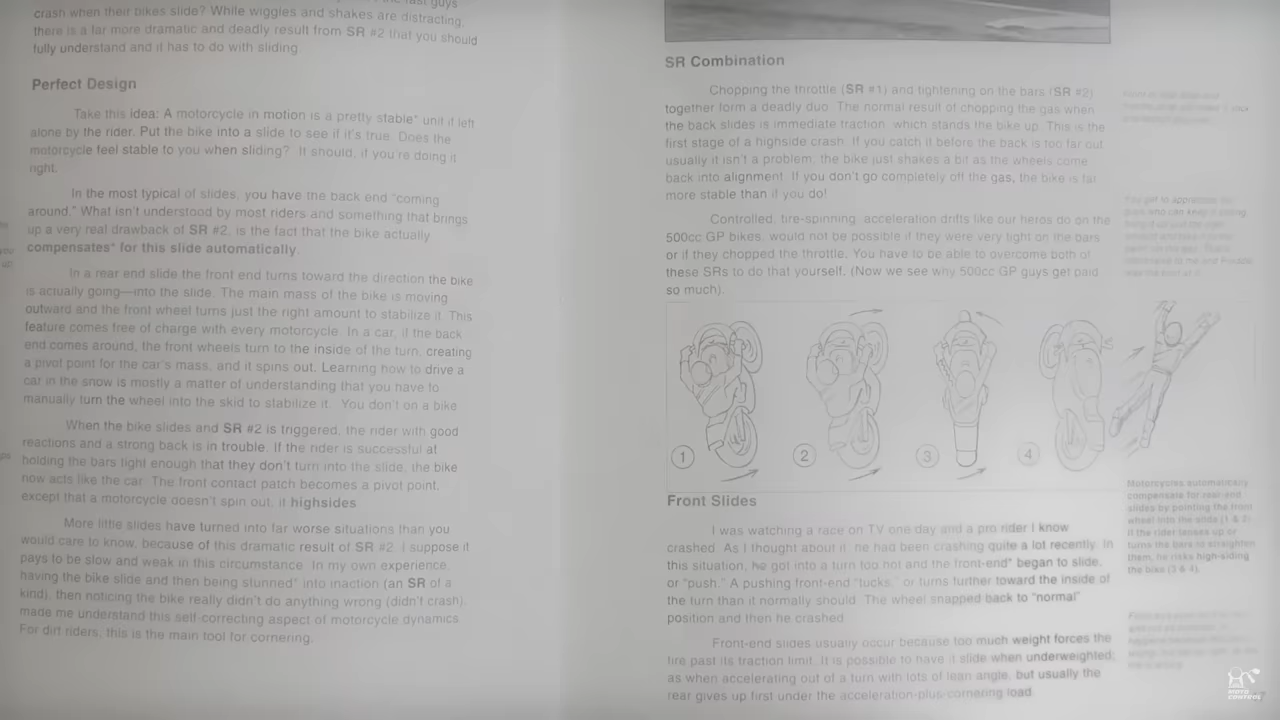 crash when their bikes slide? While wiggles and shakes are distracting,
there is a far more dramatic and deadly result from SR #2 that you should
fully understand and it has to do with sliding.
Perfect Design
Take this idea: A motorcycle in motion is a pretty stable* unit if left
alone by the rider. Put the bike into a slide to see if it's true. Does the
motorcycle feel stable to you when sliding? It should, if you're doing it
right.
In the most typical of slides, you have the back end "coming
around." What isn't understood by most riders and something that brings
up a very real drawback of SR #2, is the fact that the bike actually
compensates* for this slide automatically.
In a rear end slide the front end turns toward the direction the bike
is actually going—into the slide. The main mass of the bike is moving
outward and the front wheel turns just the right amount to stabilize it. This
feature comes free of charge with every motorcycle. In a car, if the back
end comes around, the front wheels turn to the inside of the turn, creating
a pivot point for the car's mass, and it spins out. Learning how to drive a
car in the snow is mostly a matter of understanding that you have to
manually turn the wheel into the skid to stabilize it. You don't on a bike
When the bike slides and SR #2 is triggered, the rider with good
reactions and a strong back is in trouble. If the rider is successful at
holding the bars tight enough that they don't turn into the slide, the bike
now acts like the car. The front contact patch becomes a pivot point,
except that a motorcycle doesn't spin out, it highsides
More little slides have turned into far worse situations than you
would care to know, because of this dramatic result of SR #2. I suppose it
pays to be slow and weak in this circumstance. In my own experience,
having the bike slide and then being stunned* into inaction (an SR of a
kind), then noticing the bike really didn't do anything wrong (didn't crash),
made me understand this self-correcting aspect of motorcycle dynamics
For dirt riders, this is the main tool for cornering.
SR Combination
Chopping the throttle (SR #1) and tightening on the bars (SR #2)
together form a deadly duo. The normal result of chopping the gas when
the back slides is immediate traction, which stands the bike up. This is the
first stage of a highside crash. If you catch it before the back is too far out
usually it isn't a problem, the bike just shakes a bit as the wheels come
back into alignment. If you don't go completely off the gas, the bike is far
more stable than if you do!
Controlled, tire-spinning, acceleration drifts like our heros do on the
500cc GP bikes, would not be possible if they were very tight on the bars
or if they chopped the throttle. You have to be able to overcome both of
these SRs to do that yourself. (Now we see why 500cc GP guys get paid
so much).
1 2 3 4
Motorcycles automatically
compensate for rear-end
slides by pointing the front
wheel into the slide (1 & 2).
If the rider tenses up or
turns the bars to straighten
them, he risks high-siding
the bike (3 & 4).
Front Slides
I was watching a race on TV one day and a pro rider I know
crashed. As I thought about it, he had been crashing quite a lot recently. In
this situation, he got into a turn too hot and the front-end* began to slide,
or "push." A pushing front-end "tucks," or turns further toward the inside of
the turn than it normally should. The wheel snapped back to "normal"
position and then he crashed
Front-end slides usually occur because too much weight forces the
tire past its traction limit. It is possible to have it slide when underweighted;
as when accelerating out of a turn with lots of lean angle, but usually the
rear gives up first under the acceleration-plus-cornering load
MOTO
CONTROL